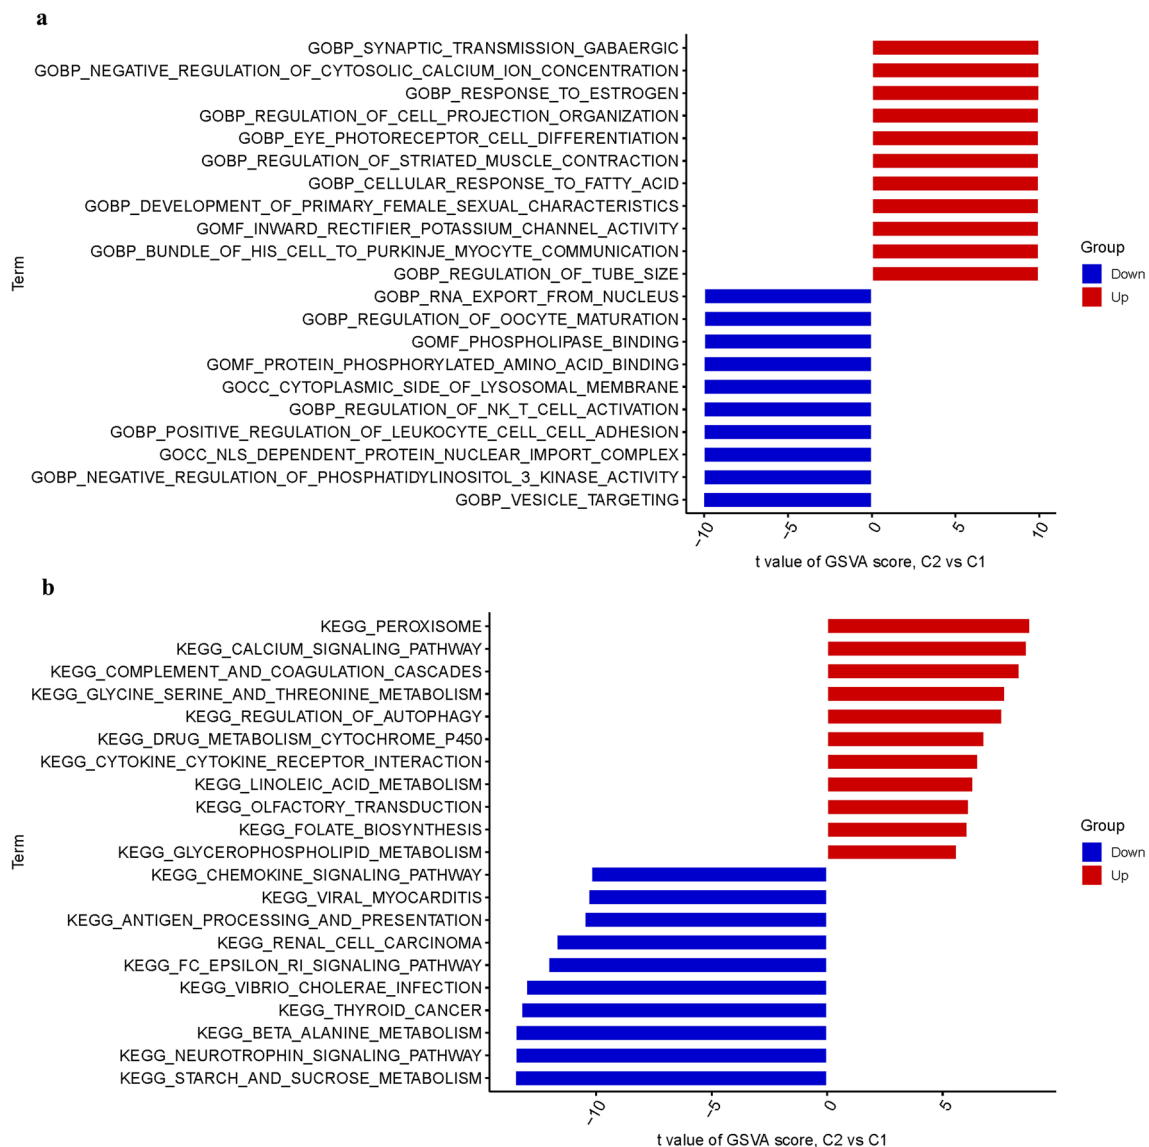 a
GOBP_SYNAPTIC_TRANSMISSION_GABAERGIC
GOBP_NEGATIVE_REGULATION_OF_CYTOSOLIC_CALCIUM_ION_CONCENTRATION
GOBP_RESPONSE_TO_ESTROGEN
GOBP_REGULATION_OF_CELL_PROJECTION_ORGANIZATION
GOBP_EYE_PHOTORECEPTOR_CELL_DIFFERENTIATION
GOBP_REGULATION_OF_STRIATED_MUSCLE_CONTRACTION
GOBP_CELLULAR_RESPONSE_TO_FATTY_ACID
GOBP_DEVELOPMENT_OF_PRIMARY_FEMALE_SEXUAL_CHARACTERISTICS
GOMF_INWARD_RECTIFIER_POTASSIUM_CHANNEL_ACTIVITY
GOBP_BUNDLE_OF_HIS_CELL_TO_PURKINJE_MYOCYTE_COMMUNICATION
GOBP_REGULATION_OF_TUBE_SIZE
GOBP_RNA_EXPORT_FROM_NUCLEUS
GOBP_REGULATION_OF_OOCYTE_MATURATION
GOMF_PHOSPHOLIPASE_BINDING
GOMF_PROTEIN_PHOSPHORYLATED_AMINO_ACID_BINDING
GOCC_CYTOPLASMIC_SIDE_OF_LYSOSOMAL_MEMBRANE
GOBP_REGULATION_OF_NK_T_CELL_ACTIVATION
GOBP_POSITIVE_REGULATION_OF_LEUKOCYTE_CELL_CELL_ADHESION
GOCC_NLS_DEPENDENT_PROTEIN_NUCLEAR_IMPORT_COMPLEX
GOBP_NEGATIVE_REGULATION_OF_PHOSPHATIDYLINOSITOL_3_KINASE_ACTIVITY
GOBP_VESICLE_TARGETING
Term
−10 −5 0 5 10
t value of GSVA score, C2 vs C1
Group
Down
Up
b
KEGG_PEROXISOME
KEGG_CALCIUM_SIGNALING_PATHWAY
KEGG_COMPLEMENT_AND_COAGULATION_CASCADES
KEGG_GLYCINE_SERINE_AND_THREONINE_METABOLISM
KEGG_REGULATION_OF_AUTOPHAGY
KEGG_DRUG_METABOLISM_CYTOCHROME_P450
KEGG_CYTOKINE_CYTOKINE_RECEPTOR_INTERACTION
KEGG_LINOLEIC_ACID_METABOLISM
KEGG_OLFACTORY_TRANSDUCTION
KEGG_FOLATE_BIOSYNTHESIS
KEGG_GLYCEROPHOSPHOLIPID_METABOLISM
KEGG_CHEMOKINE_SIGNALING_PATHWAY
KEGG_VIRAL_MYOCARDITIS
KEGG_ANTIGEN_PROCESSING_AND_PRESENTATION
KEGG_RENAL_CELL_CARCINOMA
KEGG_FC_EPSILON_RI_SIGNALING_PATHWAY
KEGG_VIBRIO_CHOLERAE_INFECTION
KEGG_THYROID_CANCER
KEGG_BETA_ALANINE_METABOLISM
KEGG_NEUROTROPHIN_SIGNALING_PATHWAY
KEGG_STARCH_AND_SUCROSE_METABOLISM
Term
−10 −5 0 5
t value of GSVA score, C2 vs C1
Group
Down
Up